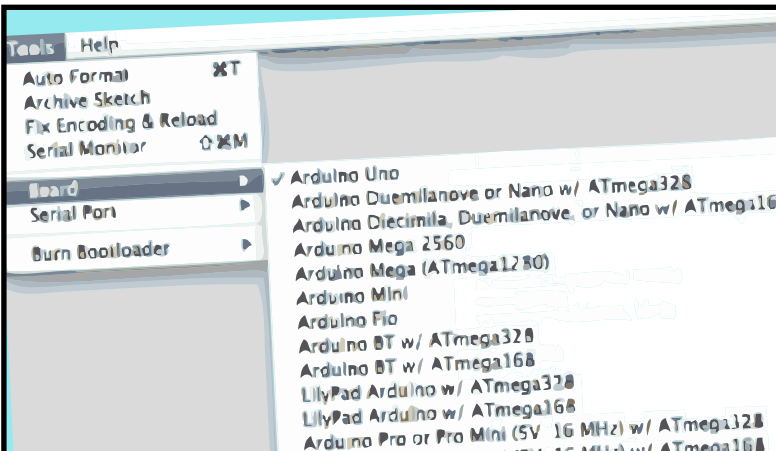 Tools Help
Auto Format ⌘T
Archive Sketch
Fix Encoding & Reload
Serial Monitor ⇧⌘M
Board
Serial Port
Burn Bootloader
✓ Arduino Uno
Arduino Duemilanove or Nano w/ ATmega328
Arduino Diecimila, Duemilanove, or Nano w/ ATmega16
Arduino Mega 2560
Arduino Mega (ATmega1280)
Arduino Mini
Arduino Fio
Arduino BT w/ ATmega328
Arduino BT w/ ATmega168
LilyPad Arduino w/ ATmega328
LilyPad Arduino w/ ATmega168
Arduino Pro or Pro Mini (5V, 16 MHz) w/ ATmega328
16 MHz) w/ ATmega168